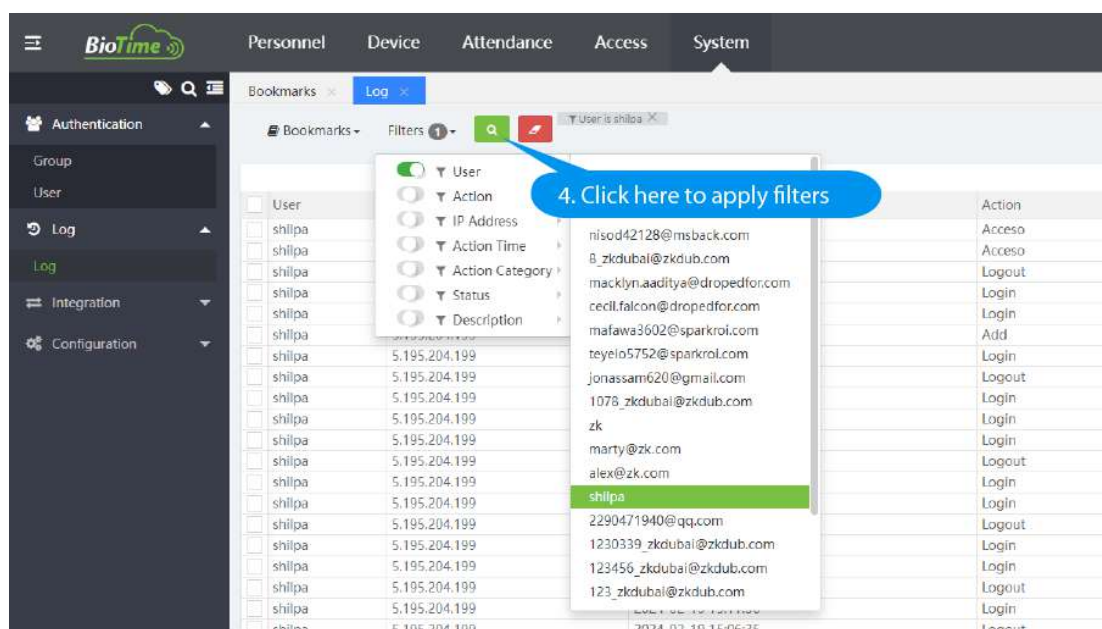 BioTime
Personnel Device Attendance Access System
Bookmarks × Log ×
Authentication
Group
User
Log
Log
Integration
Configuration
Bookmarks Filters 1 User is shilpa ×
User
Action
IP Address
Action Time
Action Category
Status
Description
4. Click here to apply filters
nisod42128@msback.com
8_zkdubai@zkdub.com
macklyn.aaditya@dropedfor.com
cecil.falcon@dropedfor.com
mafawa3602@sparkroi.com
teyelo5752@sparkroi.com
jonassam620@gmail.com
1078_zkdubai@zkdub.com
zk
marty@zk.com
alex@zk.com
shilpa
2290471940@qq.com
1230339_zkdubai@zkdub.com
123456_zkdubai@zkdub.com
123_zkdubai@zkdub.com
User Action
shilpa Acceso
shilpa Acceso
shilpa Logout
shilpa Login
shilpa Login
shilpa Add
shilpa 5.195.204.199 Login
shilpa 5.195.204.199 Logout
shilpa 5.195.204.199 Login
shilpa 5.195.204.199 Login
shilpa 5.195.204.199 Login
shilpa 5.195.204.199 Logout
shilpa 5.195.204.199 Login
shilpa 5.195.204.199 Login
shilpa 5.195.204.199 Logout
shilpa 5.195.204.199 Login
shilpa 5.195.204.199 Login
shilpa 5.195.204.199 Logout
shilpa 5.195.204.199 Login